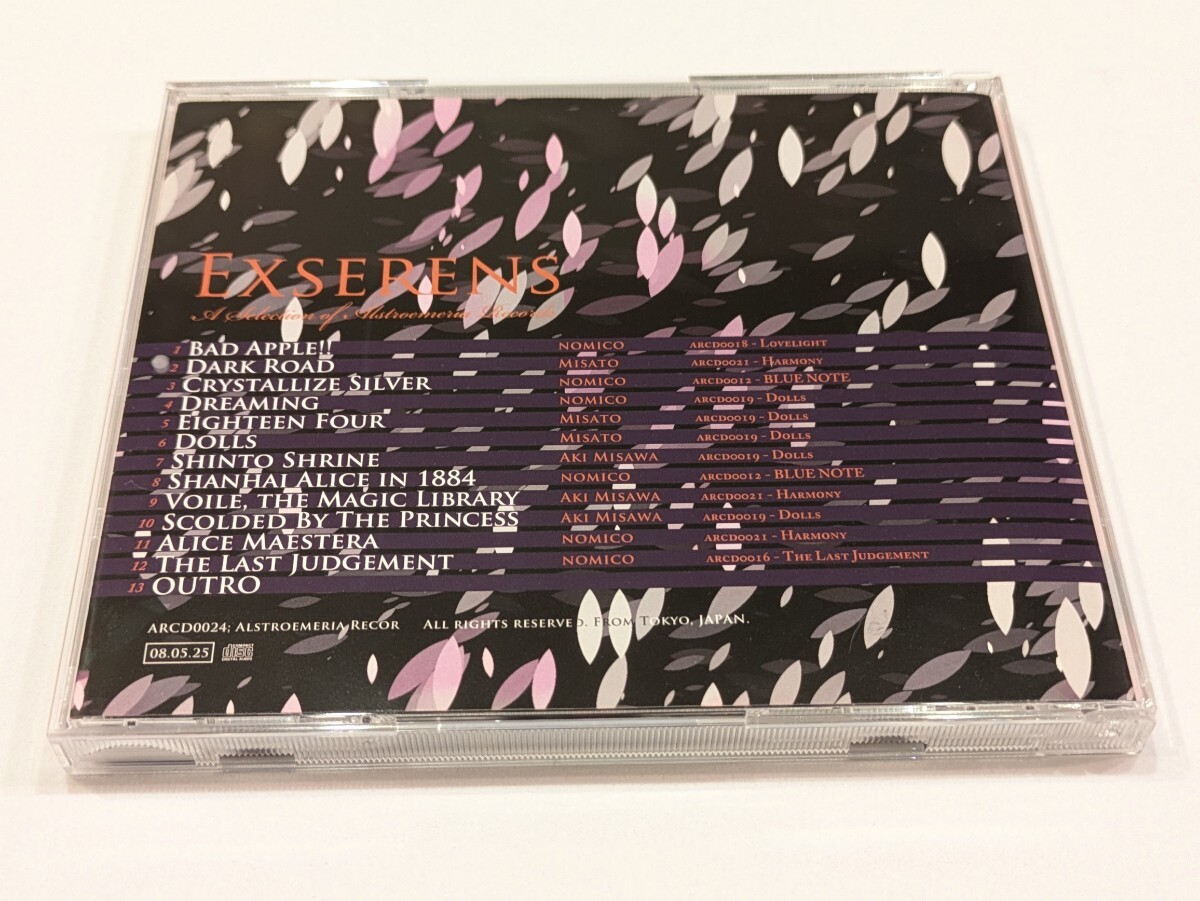 EXSERENS
A Selection of Alstroemeria Records
1 BAD APPLE!! NOMICO ARCD0018 - LOVELIGHT
2 DARK ROAD MISATO ARCD0021 - HARMONY
3 CRYSTALLIZE SILVER NOMICO ARCD0012 - BLUE NOTE
4 DREAMING NOMICO ARCD0019 - DOLLS
5 EIGHTEEN FOUR MISATO ARCD0019 - DOLLS
6 DOLLS MISATO ARCD0019 - DOLLS
7 SHINTO SHRINE AKI MISAWA ARCD0019 - DOLLS
8 SHANHAI ALICE IN 1884 NOMICO ARCD0012 - BLUE NOTE
9 VOILE, THE MAGIC LIBRARY AKI MISAWA ARCD0021 - HARMONY
10 SCOLDED BY THE PRINCESS AKI MISAWA ARCD0019 - DOLLS
11 ALICE MAESTERA NOMICO ARCD0021 - HARMONY
12 THE LAST JUDGEMENT NOMICO ARCD0016 - THE LAST JUDGEMENT
13 OUTRO
ARCD0024; ALSTROEMERIA RECOR ALL RIGHTS RESERVED. FROM TOKYO, JAPAN.
08.05.25 COMPACT disc DIGITAL AUDIO